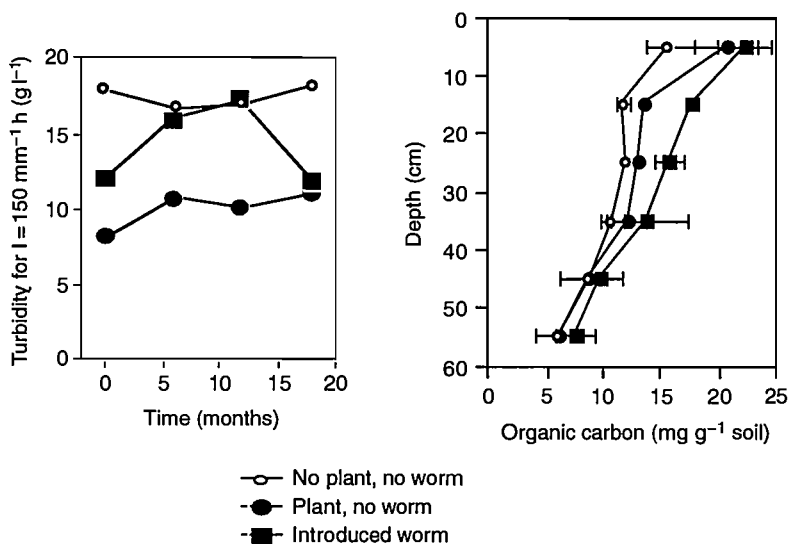 Turbidity for I = 150 mm⁻¹ h (g l⁻¹)
20
15
10
5
0
0 5 10 15 20
Time (months)
Depth (cm)
0
10
20
30
40
50
60
0 5 10 15 20 25
Organic carbon (mg g⁻¹ soil)
No plant, no worm
Plant, no worm
Introduced worm